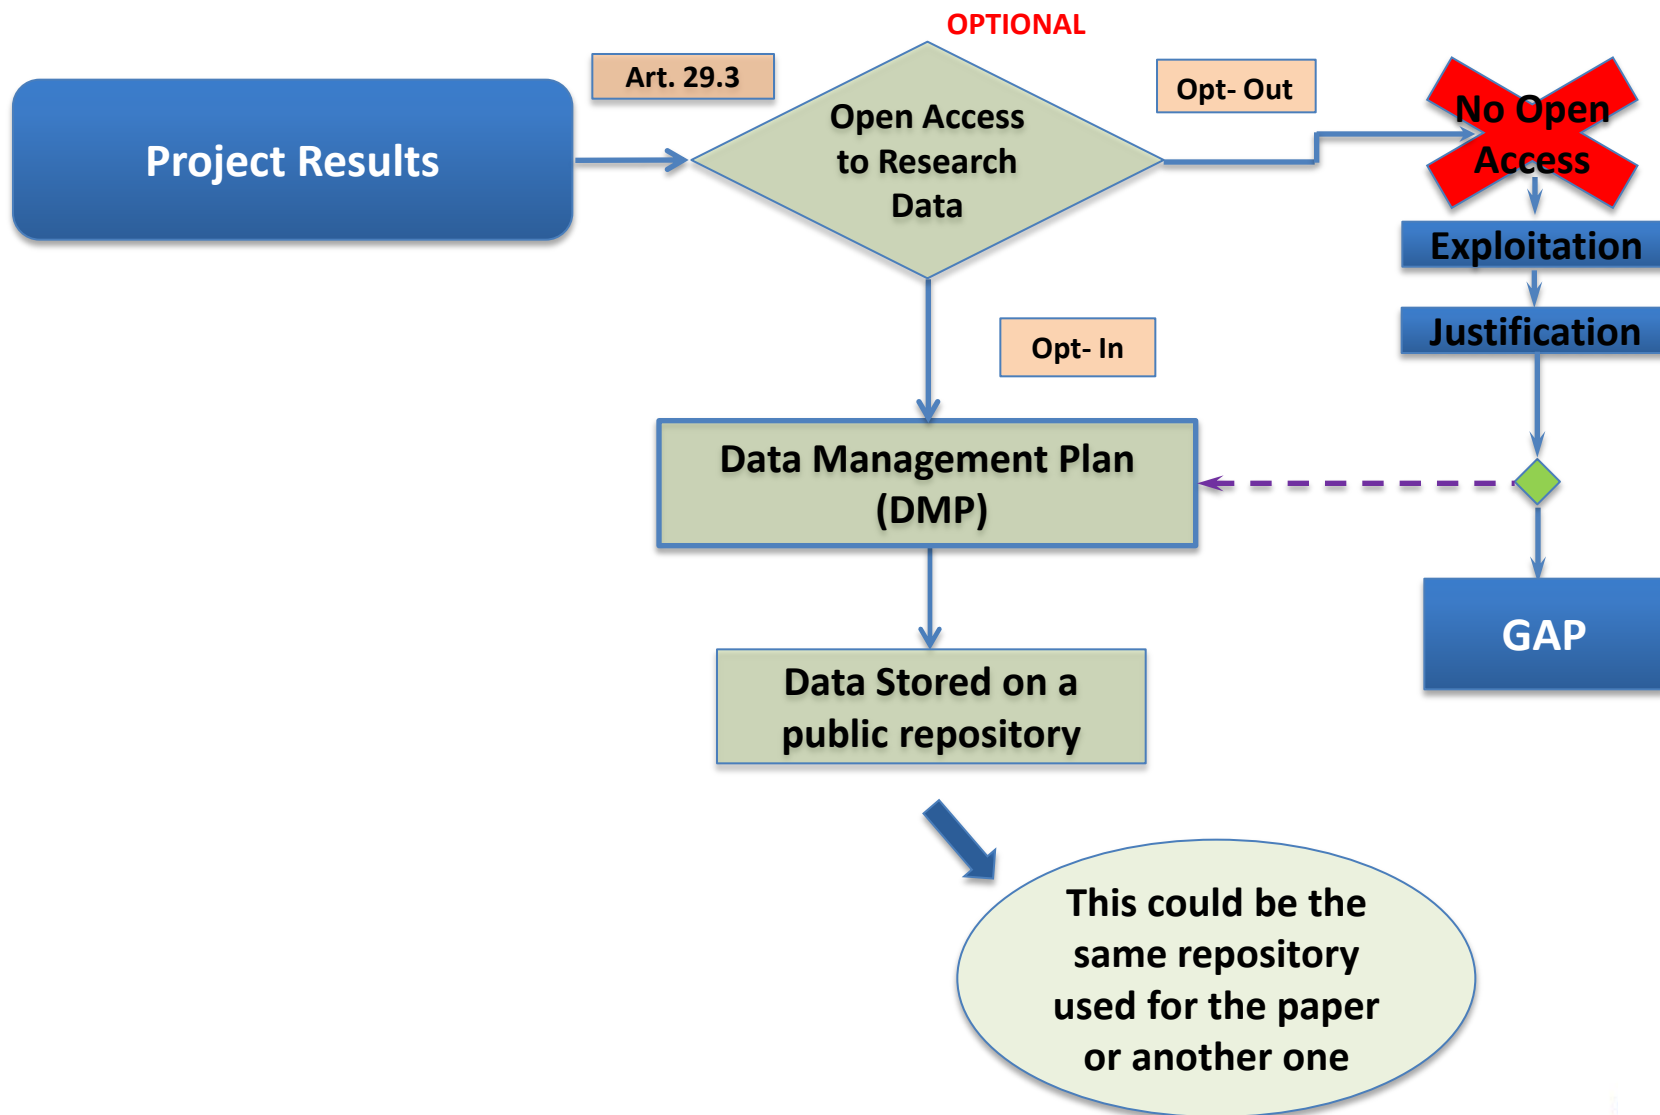 OPTIONAL
Art. 29.3
Opt- Out
Project Results
Open Access
to Research
Data
No Open
Access
Exploitation
Justification
Opt- In
Data Management Plan
(DMP)
GAP
Data Stored on a
public repository
This could be the
same repository
used for the paper
or another one